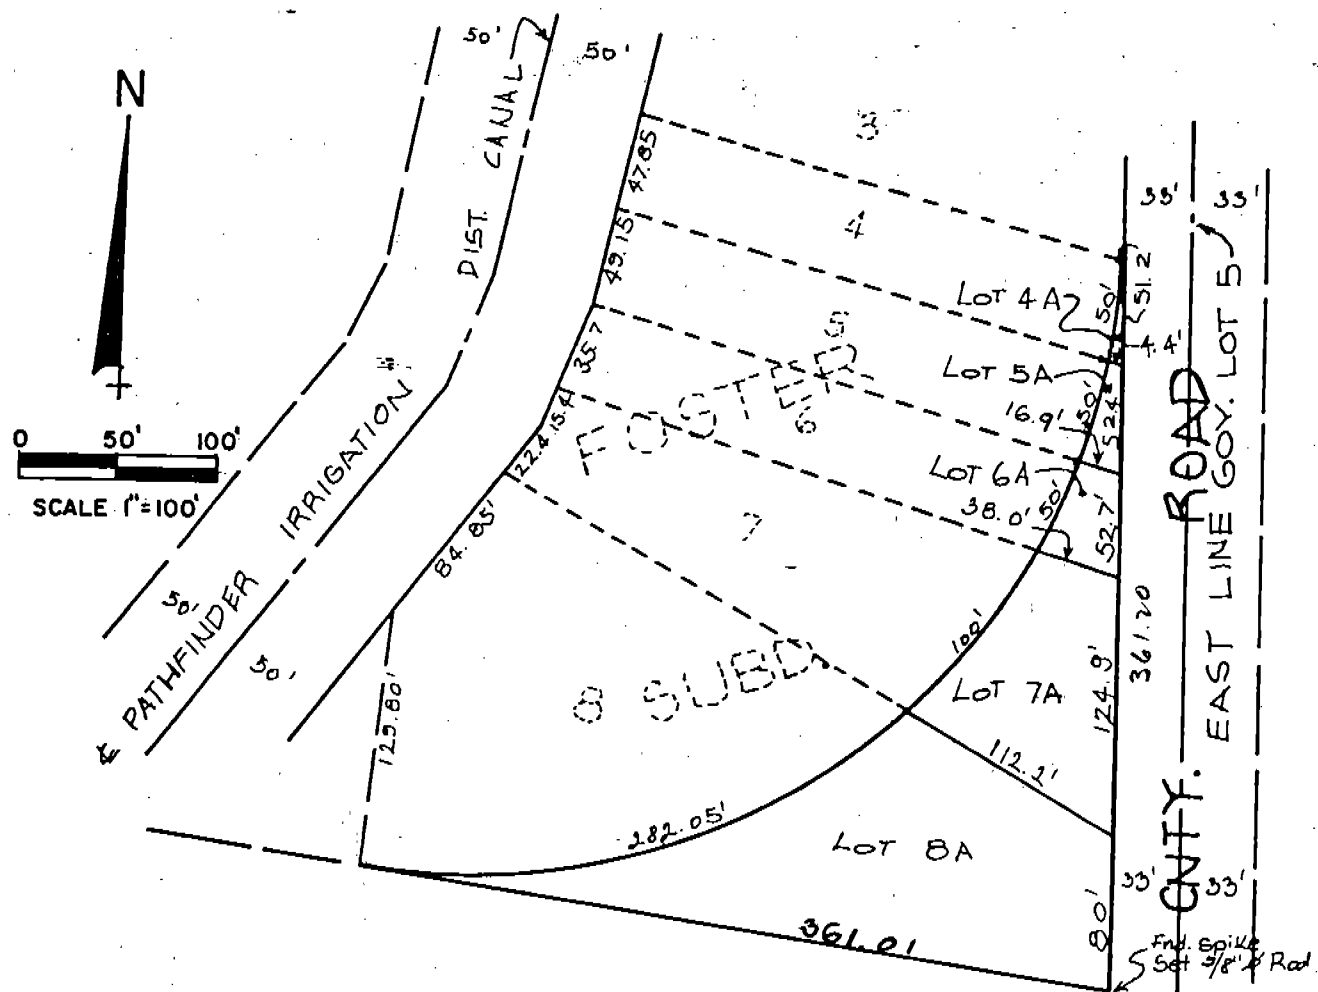 N
50'
50'
DIST. CANAL
3
33'
33'
47.85
4
49.15
LOT 4A
50'
51.2'
4.4'
5
LOT 5A
35.7
FOSTER
6
16.9'
50'
52.4'
15.4
22.4
0 50' 100'
SCALE 1"=100'
LOT 6A
38.0'
50'
52.7'
7
84.85'
50'
50'
℄ PATHFINDER IRRIGATION
100'
361.20
124.9'
LOT 7A
8 SUBD.
129.80'
112.2'
282.05'
LOT 8A
361.01
80'
33'
33'
CNTY. ROAD
EAST LINE GOV. LOT 5
Fnd. Spike
Set 5/8" Ø Rod